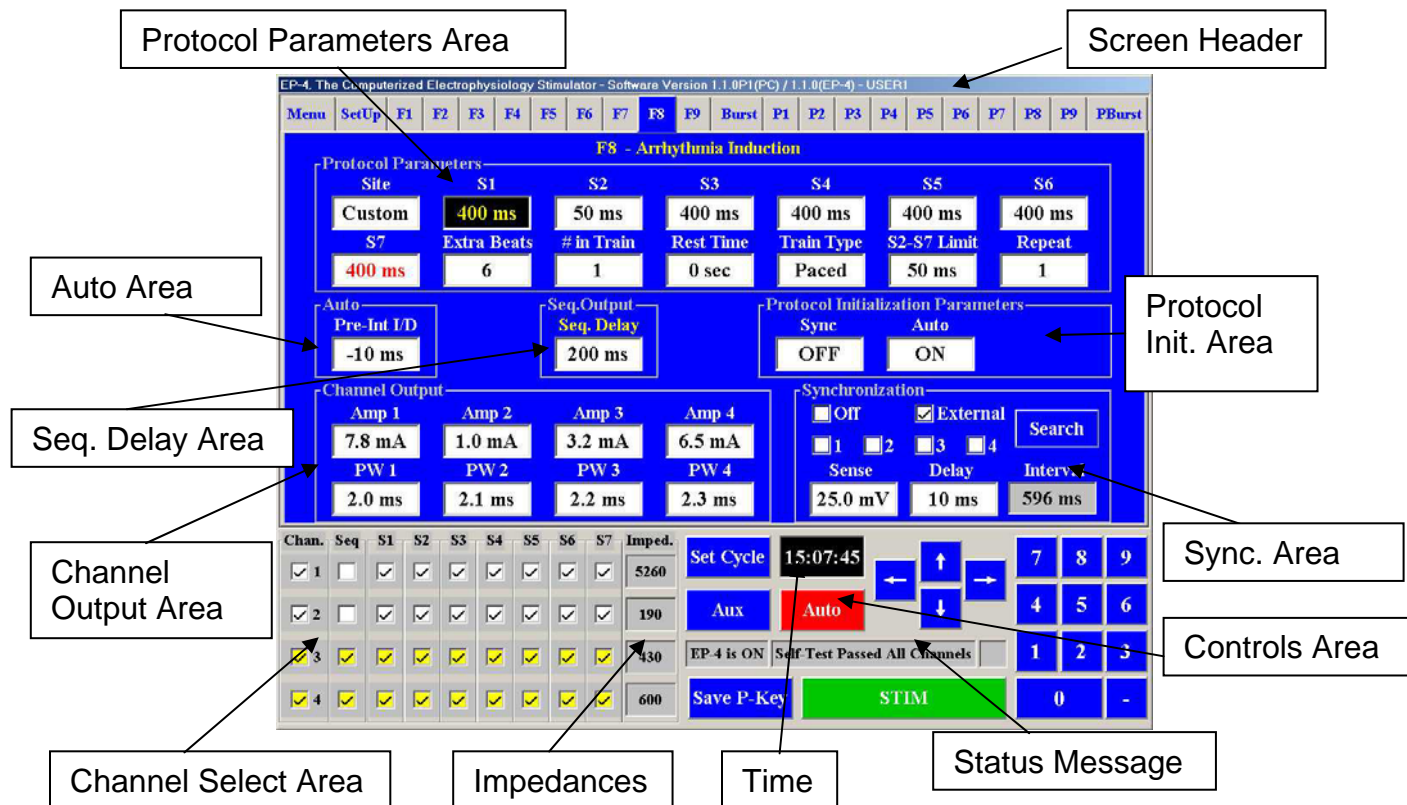 Protocol Parameters Area
Screen Header
EP-4, The Computerized Electrophysiology Stimulator - Software Version 1.1.0P1(PC) / 1.1.0(EP-4) - USER1
Menu SetUp F1 F2 F3 F4 F5 F6 F7 F8 F9 Burst P1 P2 P3 P4 P5 P6 P7 P8 P9 PBurst
F8 - Arrhythmia Induction
Protocol Parameters
Site S1 S2 S3 S4 S5 S6
Custom 400 ms 50 ms 400 ms 400 ms 400 ms 400 ms
S7 Extra Beats # in Train Rest Time Train Type S2-S7 Limit Repeat
400 ms 6 1 0 sec Paced 50 ms 1
Auto Area
Auto Seq.Output Protocol Initialization Parameters
Pre-Int I/D Seq. Delay Sync Auto
-10 ms 200 ms OFF ON
Protocol
Init. Area
Seq. Delay Area
Channel Output Synchronization
Amp 1 Amp 2 Amp 3 Amp 4 Off External
7.8 mA 1.0 mA 3.2 mA 6.5 mA 1 2 3 4 Search
PW 1 PW 2 PW 3 PW 4 Sense Delay
2.0 ms 2.1 ms 2.2 ms 2.3 ms 25.0 mV 10 ms 596 ms
Channel
Output Area
Sync. Area
Chan. Seq S1 S2 S3 S4 S5 S6 S7 Imped.
1 5260 Set Cycle 15:07:45 7 8 9
2 190 Aux Auto 4 5 6
3 430 EP-4 is ON Self-Test Passed All Channels 1 2 3
4 600 Save P-Key STIM 0 -
Controls Area
Channel Select Area
Impedances
Time
Status Message